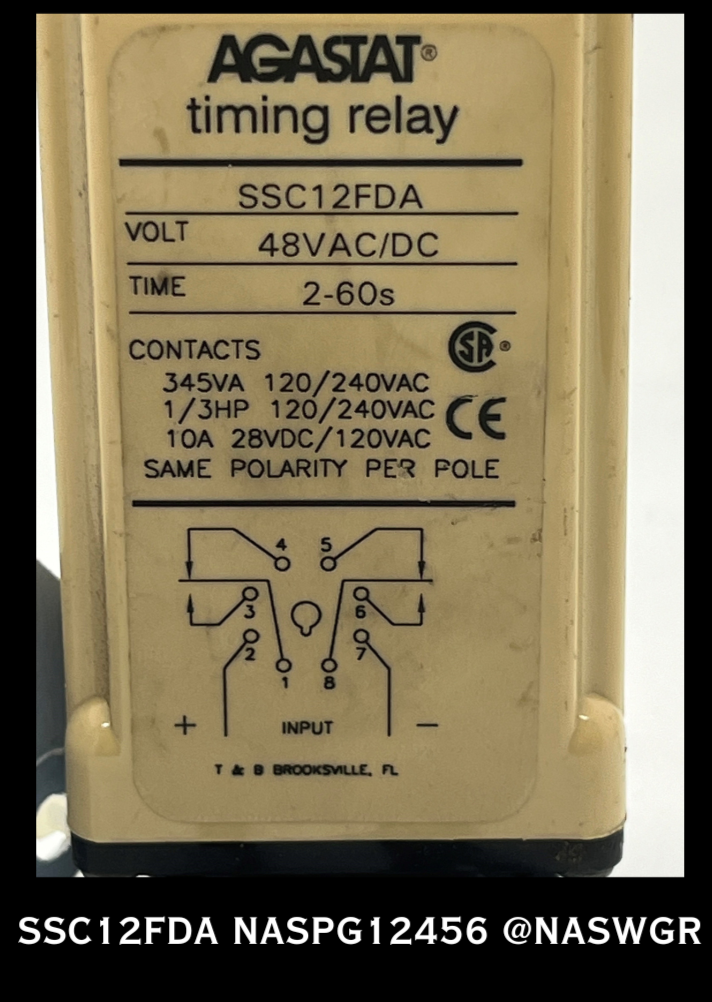 AGASTAT®
timing relay
SSC12FDA
VOLT 48VAC/DC
TIME 2-60s
CONTACTS
SA ®
345VA 120/240VAC
1/3HP 120/240VAC
CE
10A 28VDC/120VAC
SAME POLARITY PER POLE
4 5
3 6
2 7
1 8
+ INPUT -
T & B BROOKSVILLE, FL
SSC12FDA NASPG12456 @NASWGR